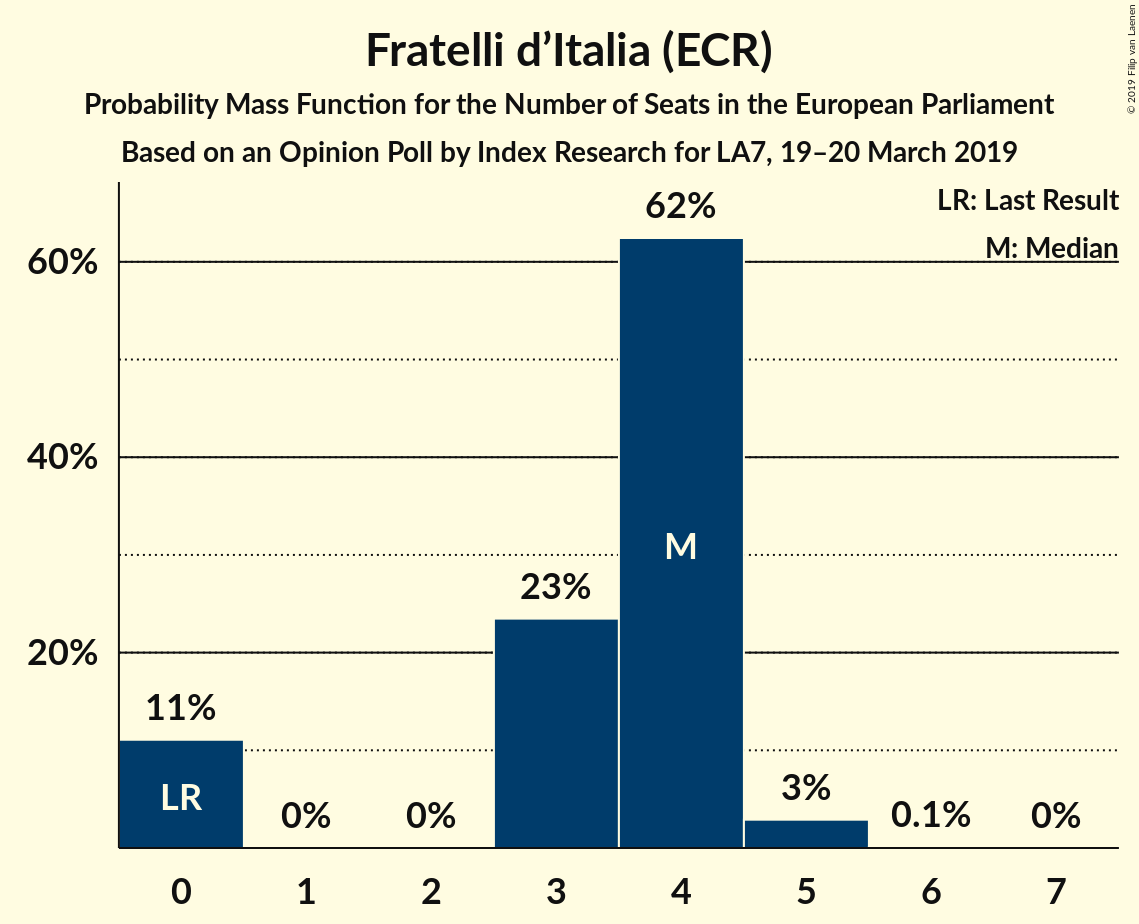 Fratelli d’Italia (ECR)
Probability Mass Function for the Number of Seats in the European Parliament
Based on an Opinion Poll by Index Research for LA7, 19–20 March 2019
© 2019 Filip van Laenen
LR: Last Result
M: Median
60%
40%
20%
11%
0%
0%
23%
62%
3%
0.1%
0%
LR
M
0 1 2 3 4 5 6 7